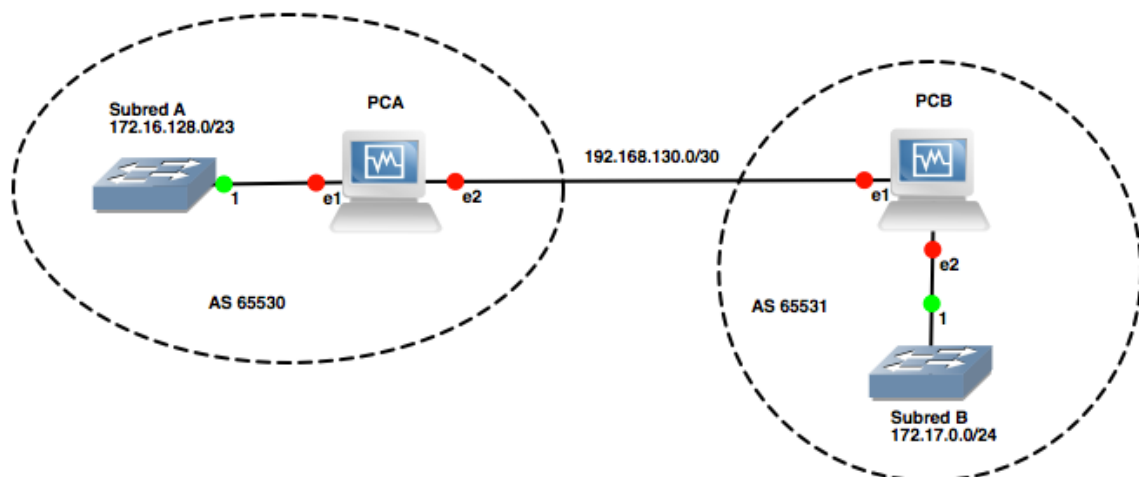 Subred A
172.16.128.0/23
PCA
1
e1
e2
AS 65530
192.168.130.0/30
PCB
e1
e2
1
AS 65531
Subred B
172.17.0.0/24